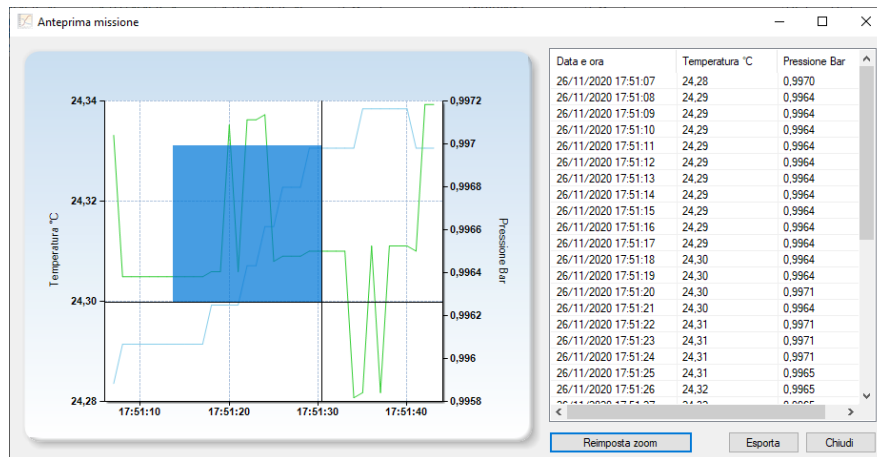 Anteprima missione
24,34
24,32
24,30
24,28
Temperatura °C
0,9972
0,997
0,9968
0,9966
0,9964
0,9962
0,996
0,9958
Pressione Bar
17:51:10 17:51:20 17:51:30 17:51:40
Data e ora Temperatura °C Pressione Bar
26/11/2020 17:51:07 24,28 0,9970
26/11/2020 17:51:08 24,29 0,9964
26/11/2020 17:51:09 24,29 0,9964
26/11/2020 17:51:10 24,29 0,9964
26/11/2020 17:51:11 24,29 0,9964
26/11/2020 17:51:12 24,29 0,9964
26/11/2020 17:51:13 24,29 0,9964
26/11/2020 17:51:14 24,29 0,9964
26/11/2020 17:51:15 24,29 0,9964
26/11/2020 17:51:16 24,29 0,9964
26/11/2020 17:51:17 24,29 0,9964
26/11/2020 17:51:18 24,30 0,9964
26/11/2020 17:51:19 24,30 0,9964
26/11/2020 17:51:20 24,30 0,9971
26/11/2020 17:51:21 24,30 0,9964
26/11/2020 17:51:22 24,31 0,9971
26/11/2020 17:51:23 24,31 0,9971
26/11/2020 17:51:24 24,31 0,9971
26/11/2020 17:51:25 24,31 0,9965
26/11/2020 17:51:26 24,32 0,9965
Reimposta zoom Esporta Chiudi